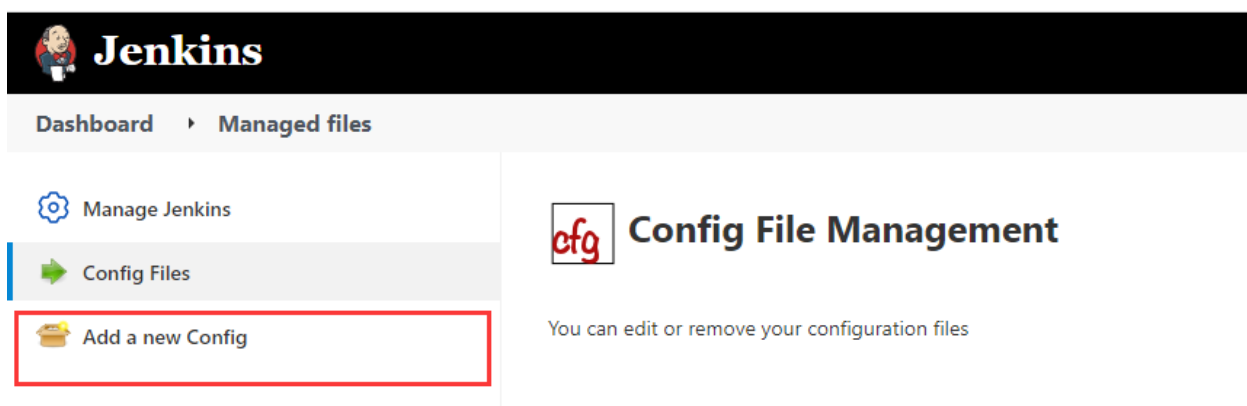 Jenkins
Dashboard Managed files
Manage Jenkins
Config Files
Add a new Config
cfg Config File Management
You can edit or remove your configuration files